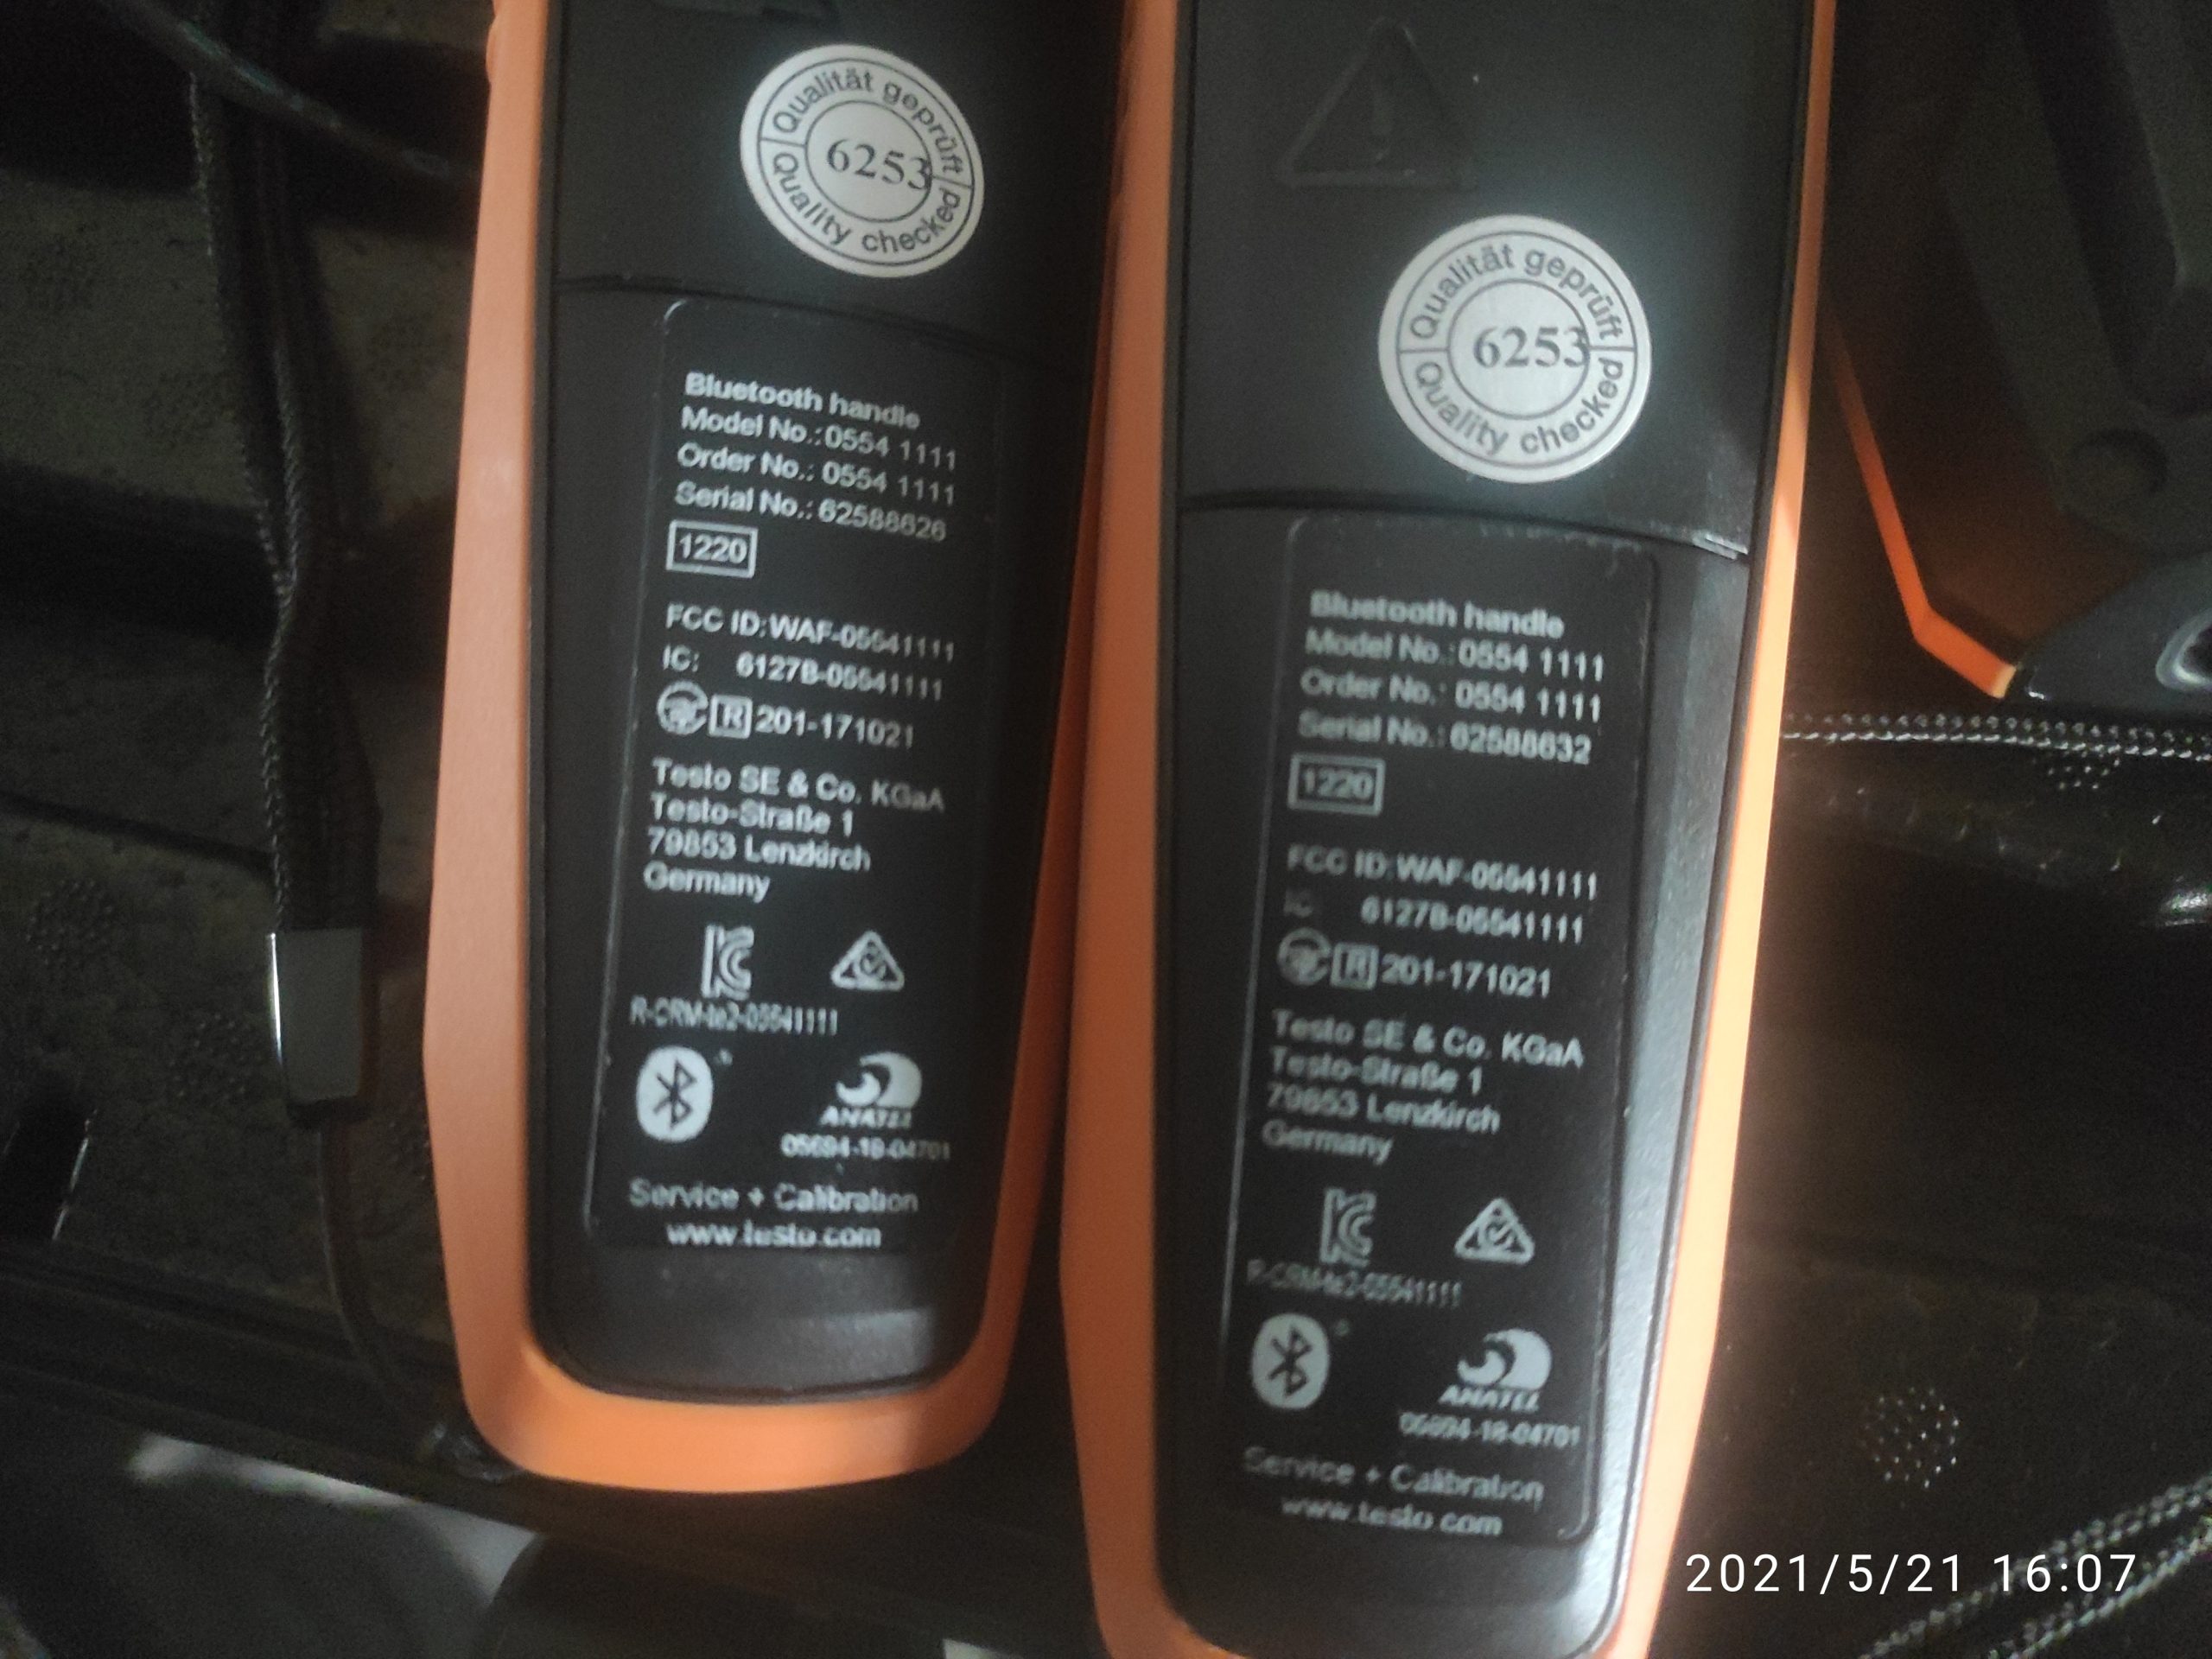 Qualität geprüft
6253
Quality checked
Bluetooth handle
Model No.: 0554 1111
Order No.: 0554 1111
Serial No.: 62588626
1220
FCC ID: WAF-05541111
IC: 6127B-05541111
R 201-171021
Testo SE & Co. KGaA
Testo-Straße 1
79853 Lenzkirch
Germany
R-CRM-te2-05541111
ANATEL
05694-18-04701
Service + Calibration
www.testo.com
Qualität geprüft
6253
Quality checked
Bluetooth handle
Model No.: 0554 1111
Order No.: 0554 1111
Serial No.: 62588632
1220
FCC ID: WAF-05541111
IC: 6127B-05541111
R 201-171021
Testo SE & Co. KGaA
Testo-Straße 1
79853 Lenzkirch
Germany
R-CRM-te2-05541111
ANATEL
05694-18-04701
Service + Calibration
www.testo.com
2021/5/21 16:07